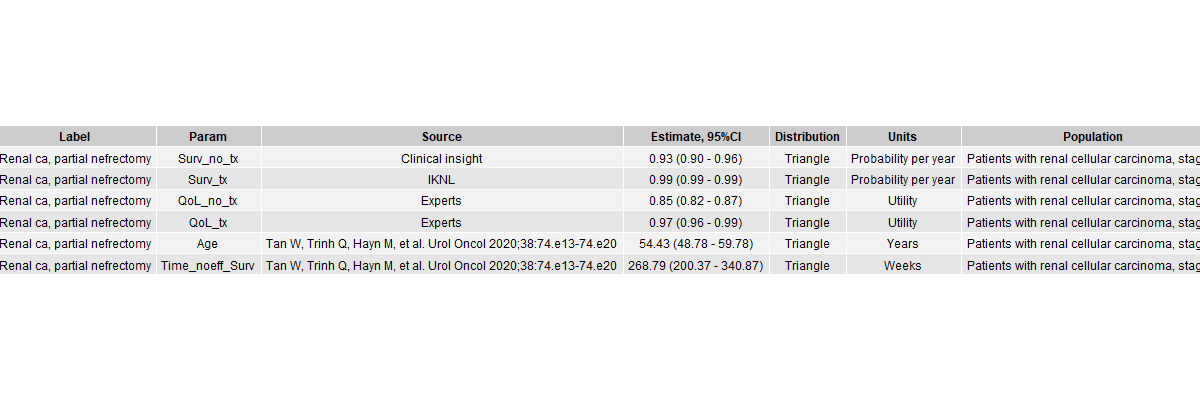 Label Param Source Estimate, 95%CI Distribution Units Population
Renal ca, partial nefrectomy Surv_no_tx Clinical insight 0.93 (0.90 - 0.96) Triangle Probability per year Patients with renal cellular carcinoma, stag
Renal ca, partial nefrectomy Surv_tx IKNL 0.99 (0.99 - 0.99) Triangle Probability per year Patients with renal cellular carcinoma, stag
Renal ca, partial nefrectomy QoL_no_tx Experts 0.85 (0.82 - 0.87) Triangle Utility Patients with renal cellular carcinoma, stag
Renal ca, partial nefrectomy QoL_tx Experts 0.97 (0.96 - 0.99) Triangle Utility Patients with renal cellular carcinoma, stag
Renal ca, partial nefrectomy Age Tan W, Trinh Q, Hayn M, et al. Urol Oncol 2020;38:74.e13-74.e20 54.43 (48.78 - 59.78) Triangle Years Patients with renal cellular carcinoma, stag
Renal ca, partial nefrectomy Time_noeff_Surv Tan W, Trinh Q, Hayn M, et al. Urol Oncol 2020;38:74.e13-74.e20 268.79 (200.37 - 340.87) Triangle Weeks Patients with renal cellular carcinoma, stag